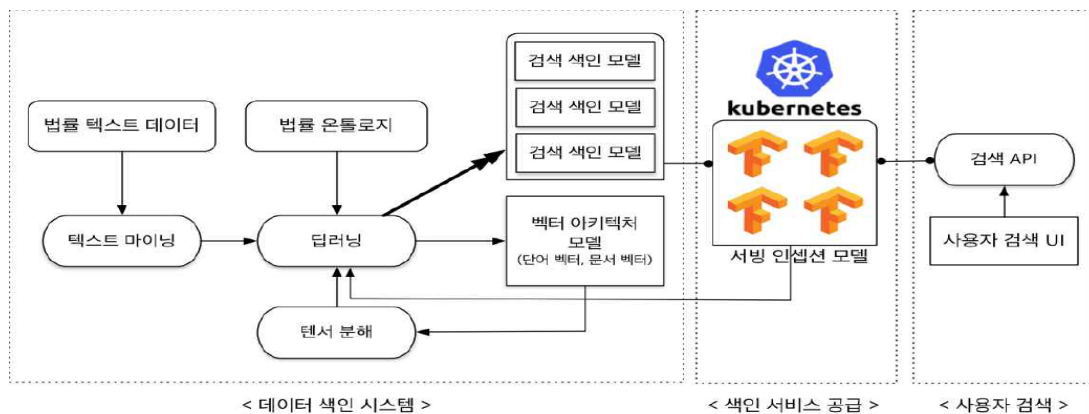 검색 색인 모델
검색 색인 모델
검색 색인 모델
법률 텍스트 데이터
법률 온톨로지
텍스트 마이닝
딥러닝
벡터 아키텍처
모델
(단어 벡터, 문서 벡터)
텐서 분해
kubernetes
서빙 인셉션 모델
검색 API
사용자 검색 UI
< 데이터 색인 시스템 >
< 색인 서비스 공급 >
< 사용자 검색 >